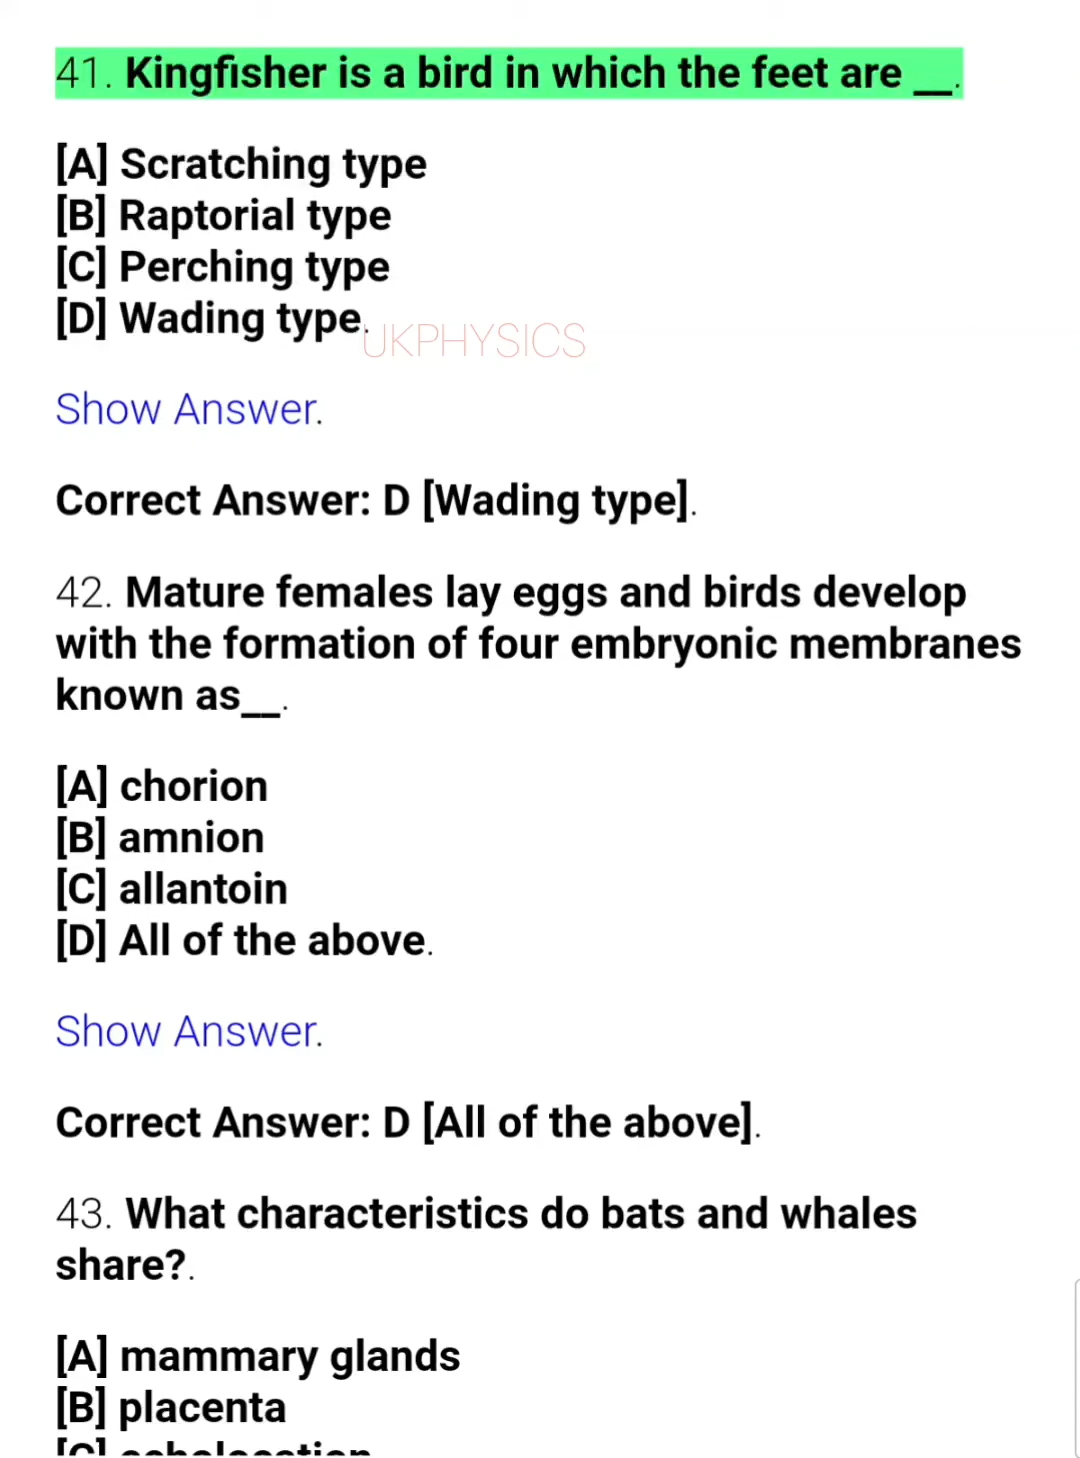 41. Kingfisher is a bird in which the feet are __.
[A] Scratching type
[B] Raptorial type
[C] Perching type
[D] Wading type.
UKPHYSICS
Show Answer.
Correct Answer: D [Wading type].
42. Mature females lay eggs and birds develop
with the formation of four embryonic membranes
known as__.
[A] chorion
[B] amnion
[C] allantoin
[D] All of the above.
Show Answer.
Correct Answer: D [All of the above].
43. What characteristics do bats and whales
share?.
[A] mammary glands
[B] placenta
[C] echolocation